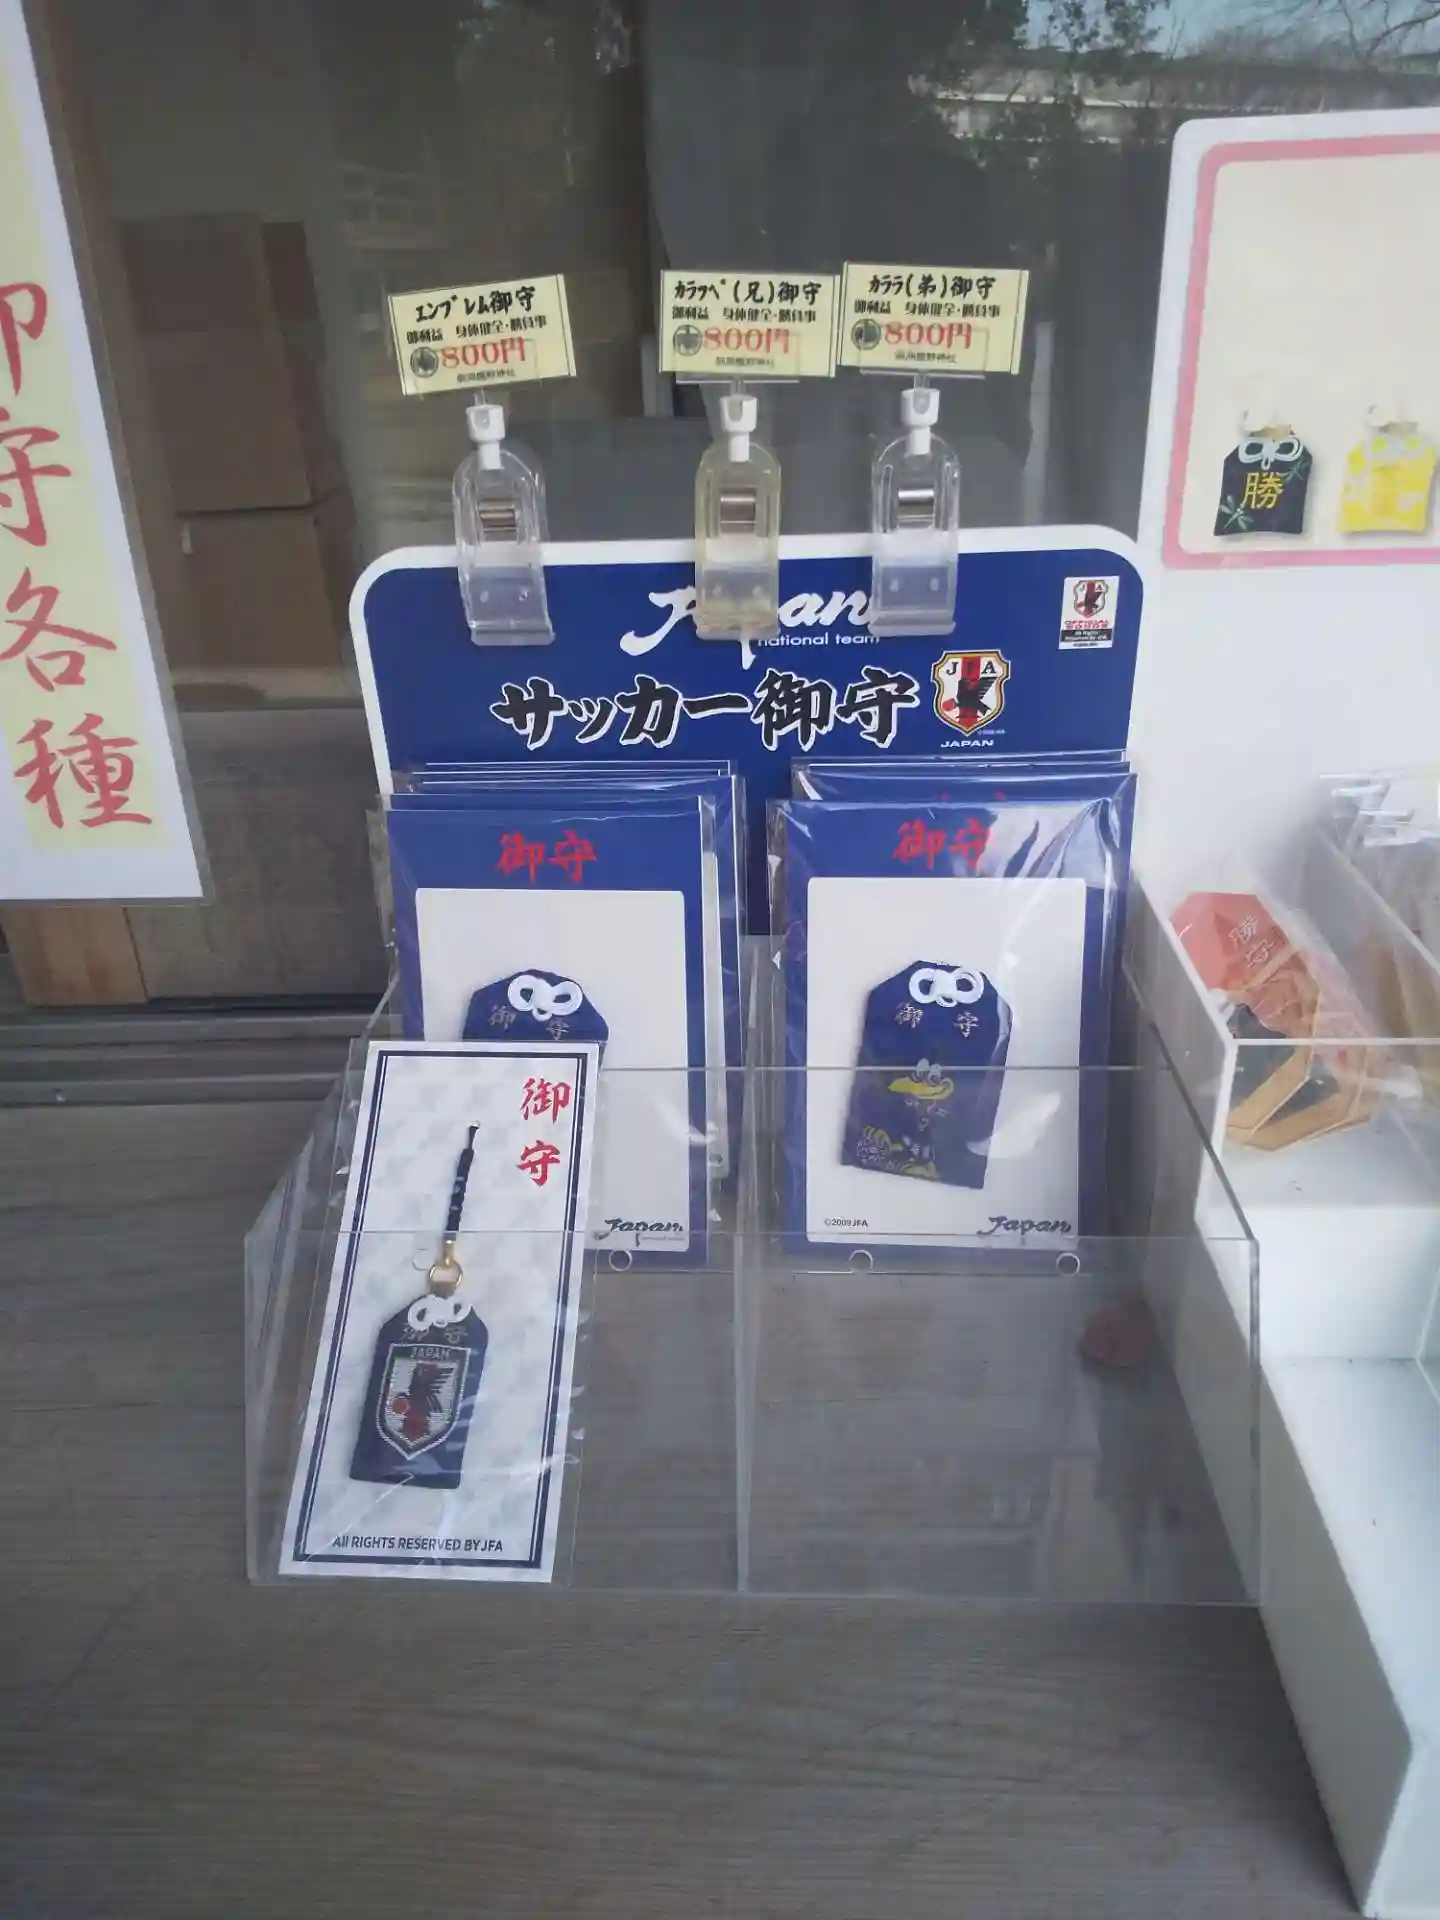 エンブレム御守
御利益 身体健全・勝負事
800円
カラッペ(兄)御守
御利益 身体健全・勝負事
800円
カララ(弟)御守
御利益 身体健全・勝負事
800円
御守各種
勝
Japan
national team
サッカー御守
JFA
JAPAN
JFA
OFFICIAL
御守
御守
Japan
御守
御守
©2009 JFA
Japan
御守
御守
JAPAN
All RIGHTS RESERVED BY JFA
勝守